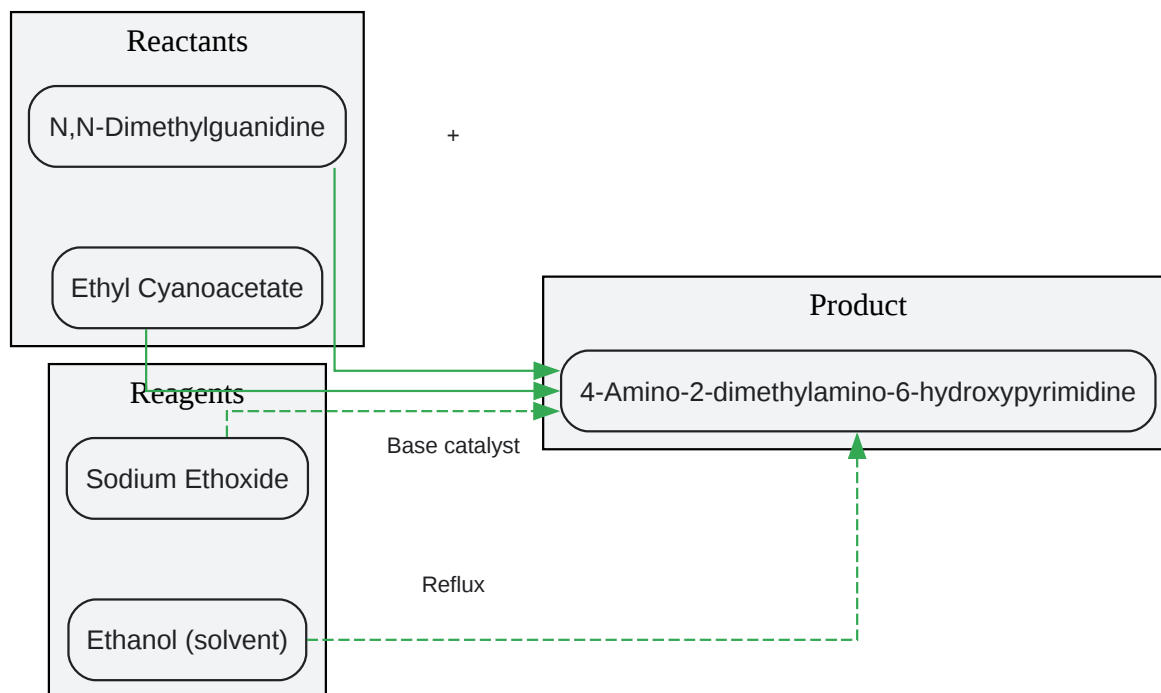 Reactants
N,N-Dimethylguanidine
+
Ethyl Cyanoacetate
Product
4-Amino-2-dimethylamino-6-hydroxypyrimidine
Reagents
Base catalyst
Sodium Ethoxide
Reflux
Ethanol (solvent)